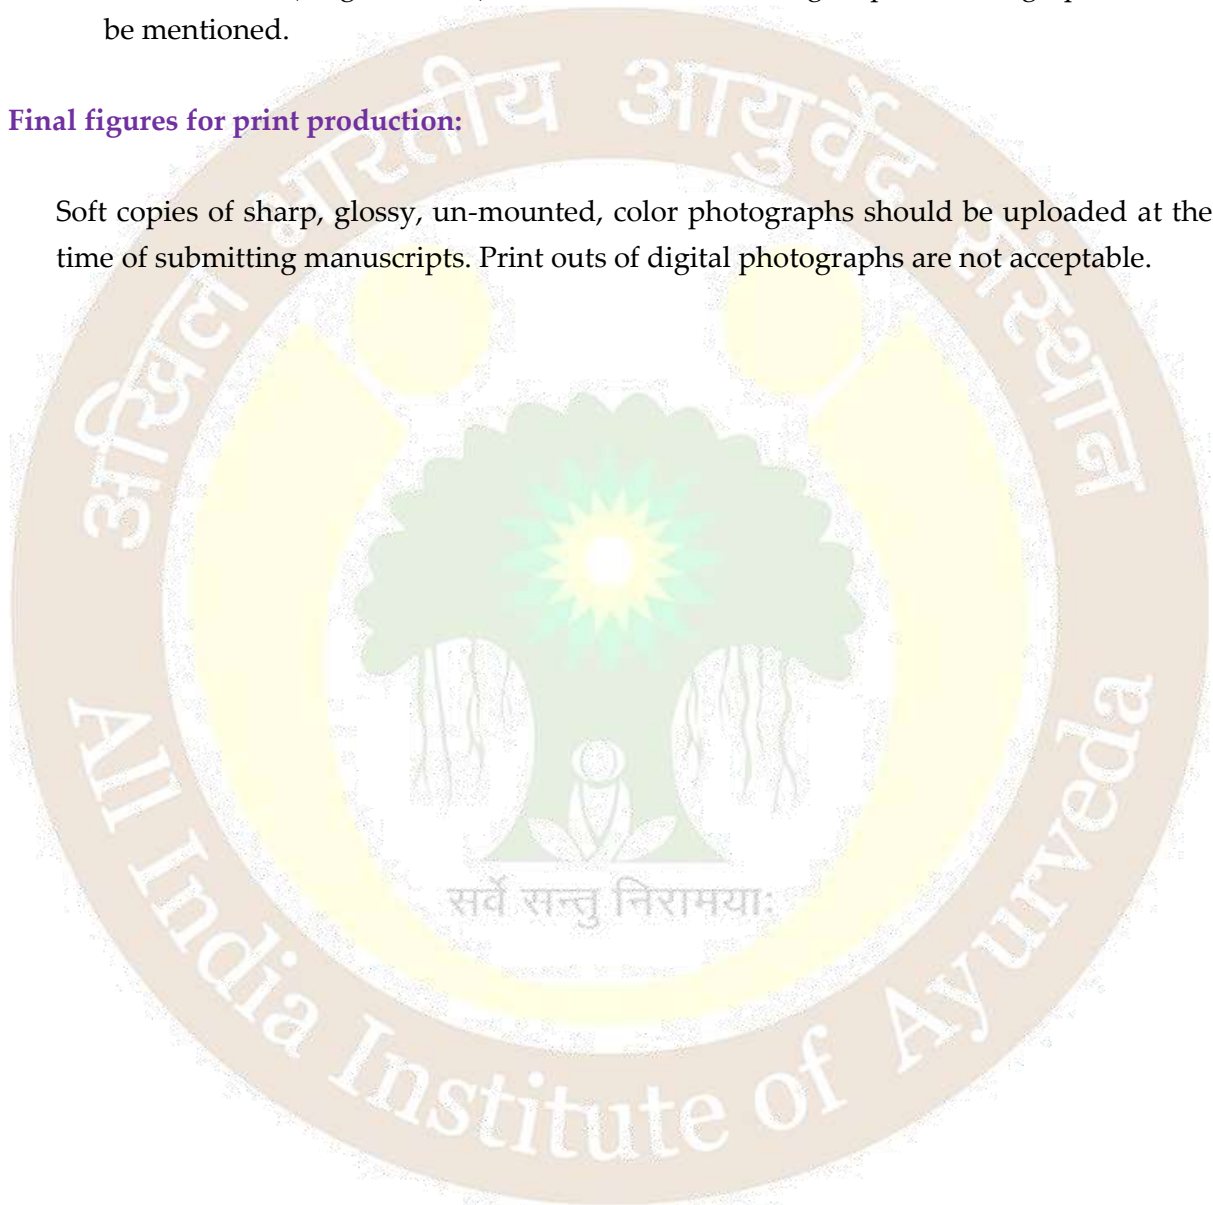 be mentioned.
Final figures for print production:
Soft copies of sharp, glossy, un-mounted, color photographs should be uploaded at the
time of submitting manuscripts. Print outs of digital photographs are not acceptable.
अखिल भारतीय आयुर्वेद संस्थान
सर्वे सन्तु निरामयाः
All India Institute of Ayurveda